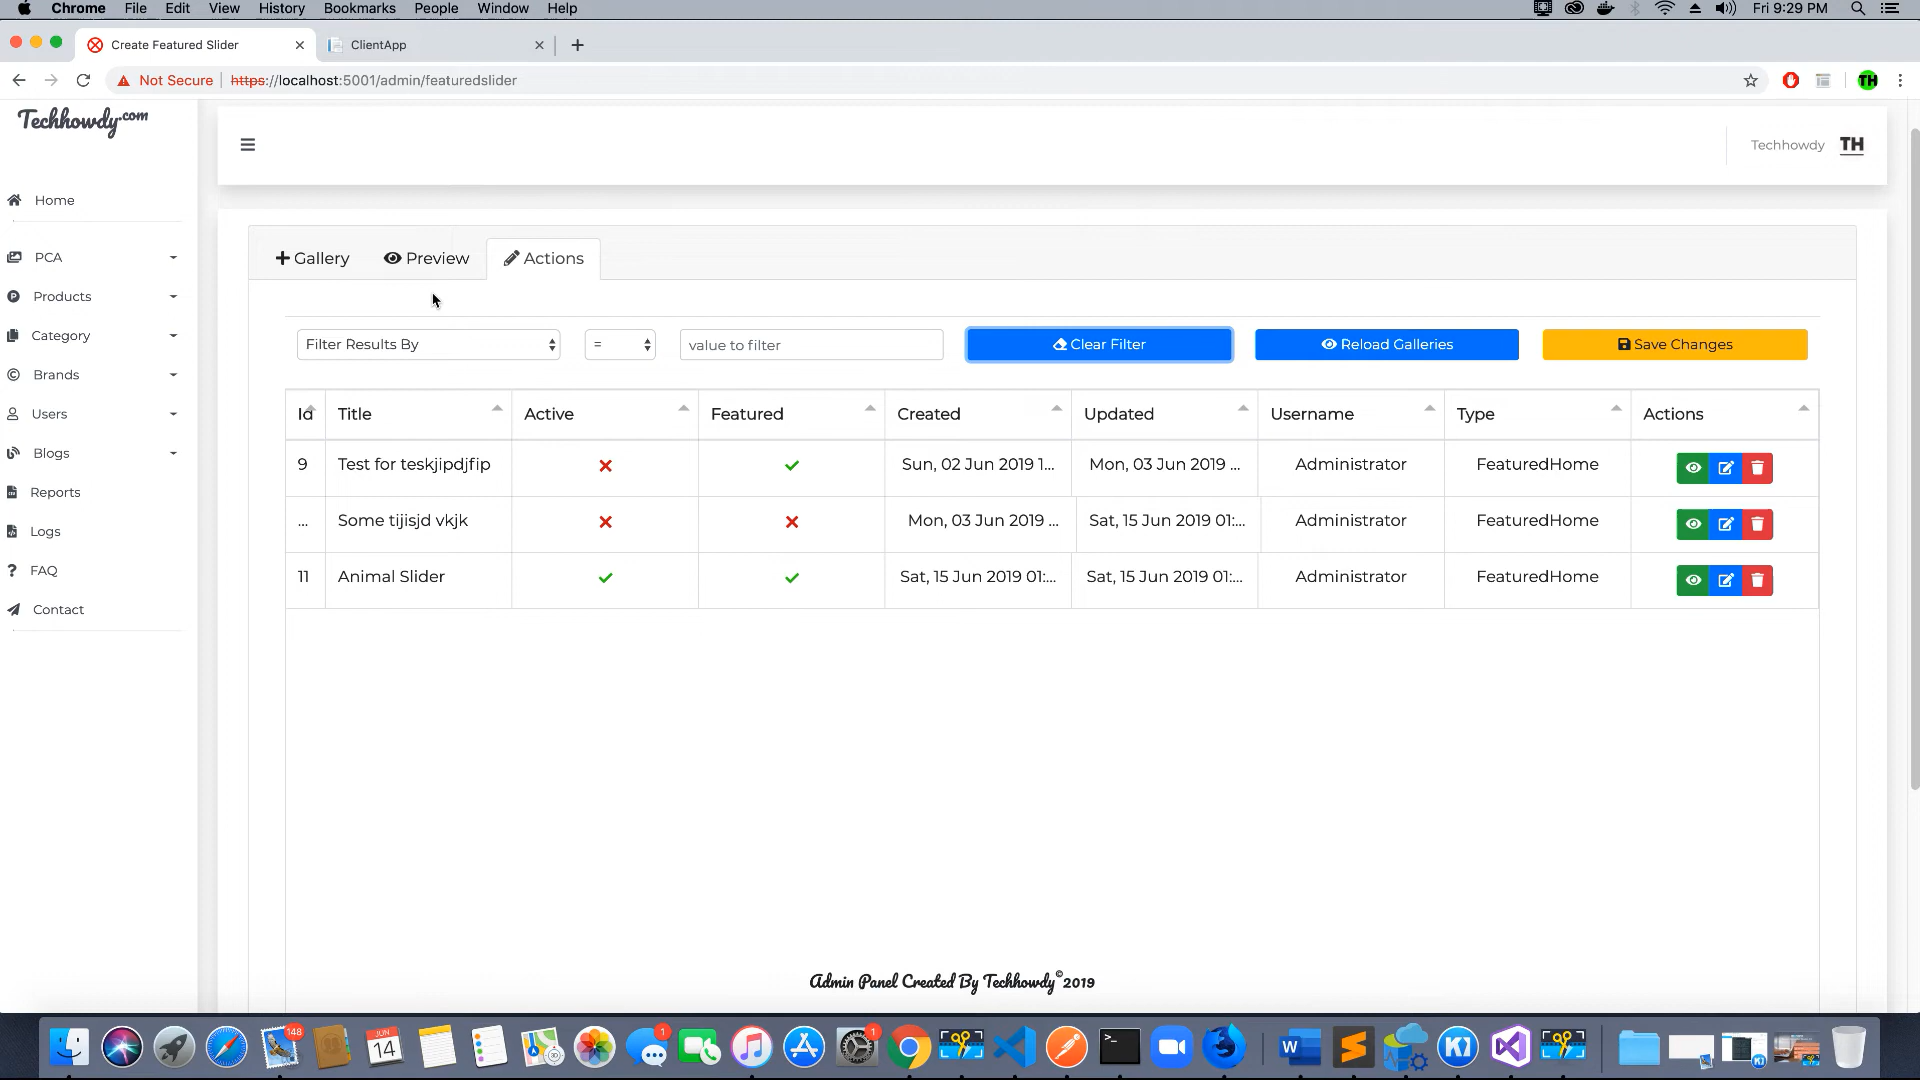 Chrome File Edit View History Bookmarks People Window Help Fri 9:29 PM
Create Featured Slider ClientApp
Not Secure https://localhost:5001/admin/featuredslider TH
Techhowdy.com
Techhowdy TH
Home
PCA
Products
Category
Brands
Users
Blogs
Reports
Logs
FAQ
Contact
Gallery Preview Actions
Filter Results By = value to filter Clear Filter Reload Galleries Save Changes
Id Title Active Featured Created Updated Username Type Actions
9 Test for teskjipdjfip Sun, 02 Jun 2019 1... Mon, 03 Jun 2019 ... Administrator FeaturedHome
... Some tijisjd vkjk Mon, 03 Jun 2019 ... Sat, 15 Jun 2019 01:... Administrator FeaturedHome
11 Animal Slider Sat, 15 Jun 2019 01:... Sat, 15 Jun 2019 01:... Administrator FeaturedHome
Admin Panel Created By Techhowdy©2019
148 JUN 14 1 1